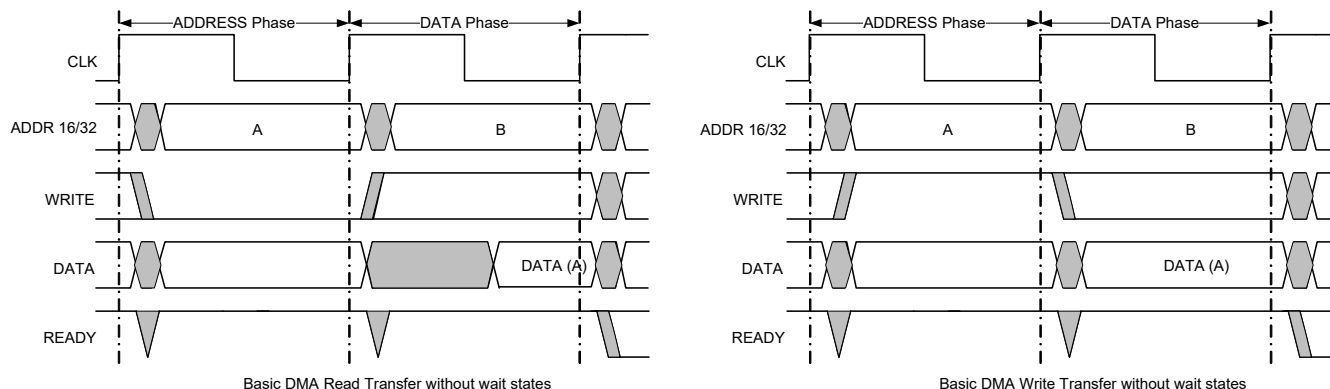 ADDRESS Phase DATA Phase
CLK
ADDR 16/32 A B
WRITE
DATA DATA (A)
READY
Basic DMA Read Transfer without wait states
ADDRESS Phase DATA Phase
CLK
ADDR 16/32 A B
WRITE
DATA DATA (A)
READY
Basic DMA Write Transfer without wait states